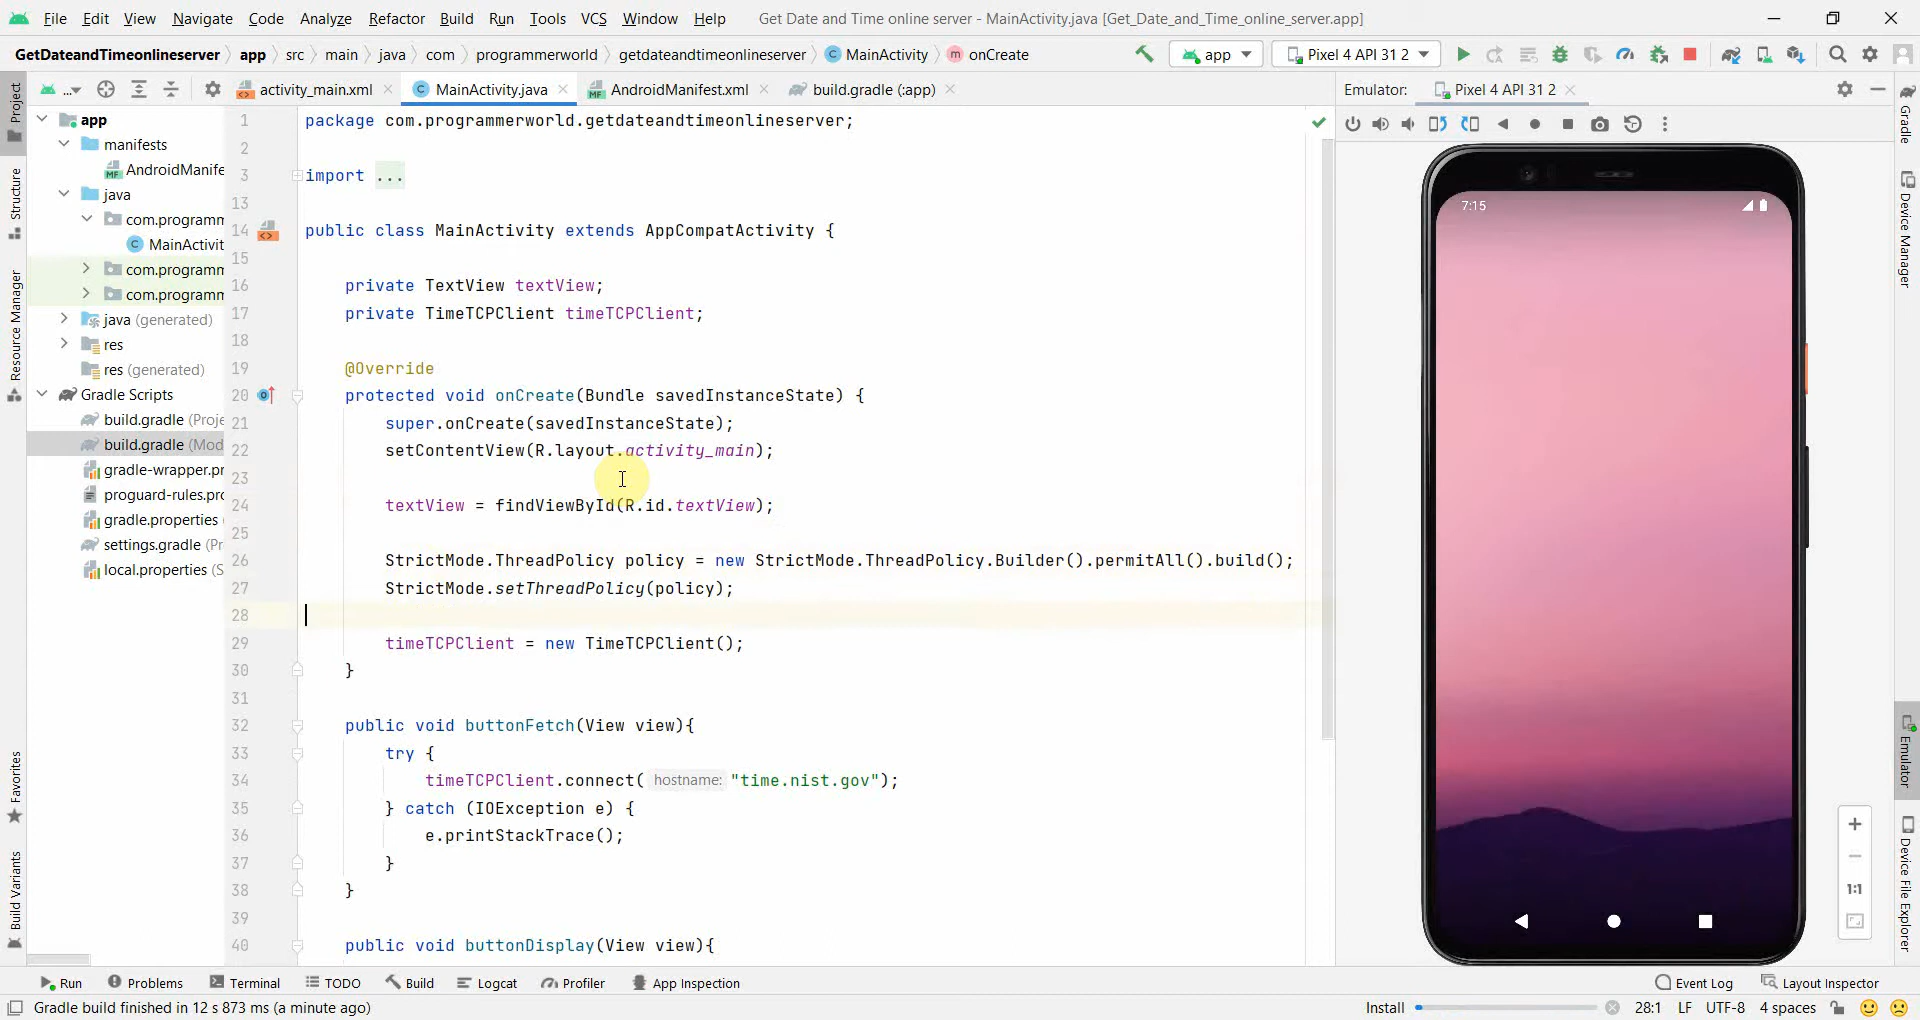 File Edit View Navigate Code Analyze Refactor Build Run Tools VCS Window Help Get Date and Time online server - MainActivity.java [Get_Date_and_Time_online_server.app]
GetDateandTimeonlineserver app src main java com programmerworld getdateandtimeonlineserver MainActivity onCreate app Pixel 4 API 31 2
... activity_main.xml MainActivity.java AndroidManifest.xml build.gradle (:app) Emulator: Pixel 4 API 31 2
Project
Structure
Resource Manager
Favorites
Build Variants
app
manifests
AndroidManife
java
com.programm
MainActivit
com.programm
com.programm
java (generated)
res
res (generated)
Gradle Scripts
build.gradle (Proje
build.gradle (Mod
gradle-wrapper.pr
proguard-rules.pro
gradle.properties
settings.gradle (Pr
local.properties (S
1 package com.programmerworld.getdateandtimeonlineserver;
2
3 import ...
13
14 public class MainActivity extends AppCompatActivity {
15
16 private TextView textView;
17 private TimeTCPClient timeTCPClient;
18
19 @Override
20 protected void onCreate(Bundle savedInstanceState) {
21 super.onCreate(savedInstanceState);
22 setContentView(R.layout.activity_main);
23
24 textView = findViewById(R.id.textView);
25
26 StrictMode.ThreadPolicy policy = new StrictMode.ThreadPolicy.Builder().permitAll().build();
27 StrictMode.setThreadPolicy(policy);
28
29 timeTCPClient = new TimeTCPClient();
30 }
31
32 public void buttonFetch(View view){
33 try {
34 timeTCPClient.connect( hostname: "time.nist.gov");
35 } catch (IOException e) {
36 e.printStackTrace();
37 }
38 }
39
40 public void buttonDisplay(View view){
7:15
1:1
Gradle
Device Manager
Emulator
Device File Explorer
Run Problems Terminal TODO Build Logcat Profiler App Inspection Event Log Layout Inspector
Gradle build finished in 12 s 873 ms (a minute ago) Install 28:1 LF UTF-8 4 spaces